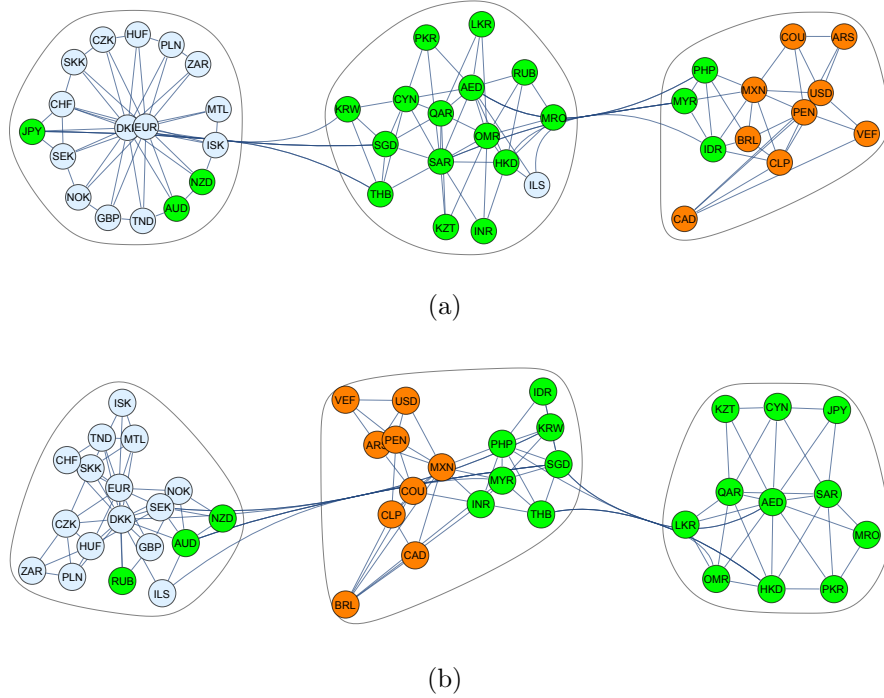 CZK HUF PLN
SKK ZAR
CHF MTL
JPY DK EUR ISK
SEK NZD
NOK AUD
GBP TND
LKR
PKR
RUB
AED
KRW CYN QAR MRO
OMR
SGD
SAR HKD
THB ILS
KZT INR
COU ARS
PHP
MYR MXN USD
PEN
BRL VEF
IDR CLP
CAD
(a)
ISK
TND MTL
CHF SKK
EUR NOK
SEK
CZK DKK NZD
HUF GBP AUD
ZAR PLN RUB
ILS
VEF USD IDR
ARS PEN PHP KRW
MXN SGD
COU MYR
CLP INR THB
CAD
BRL
KZT CYN JPY
QAR AED SAR
LKR MRO
OMR HKD PKR
(b)